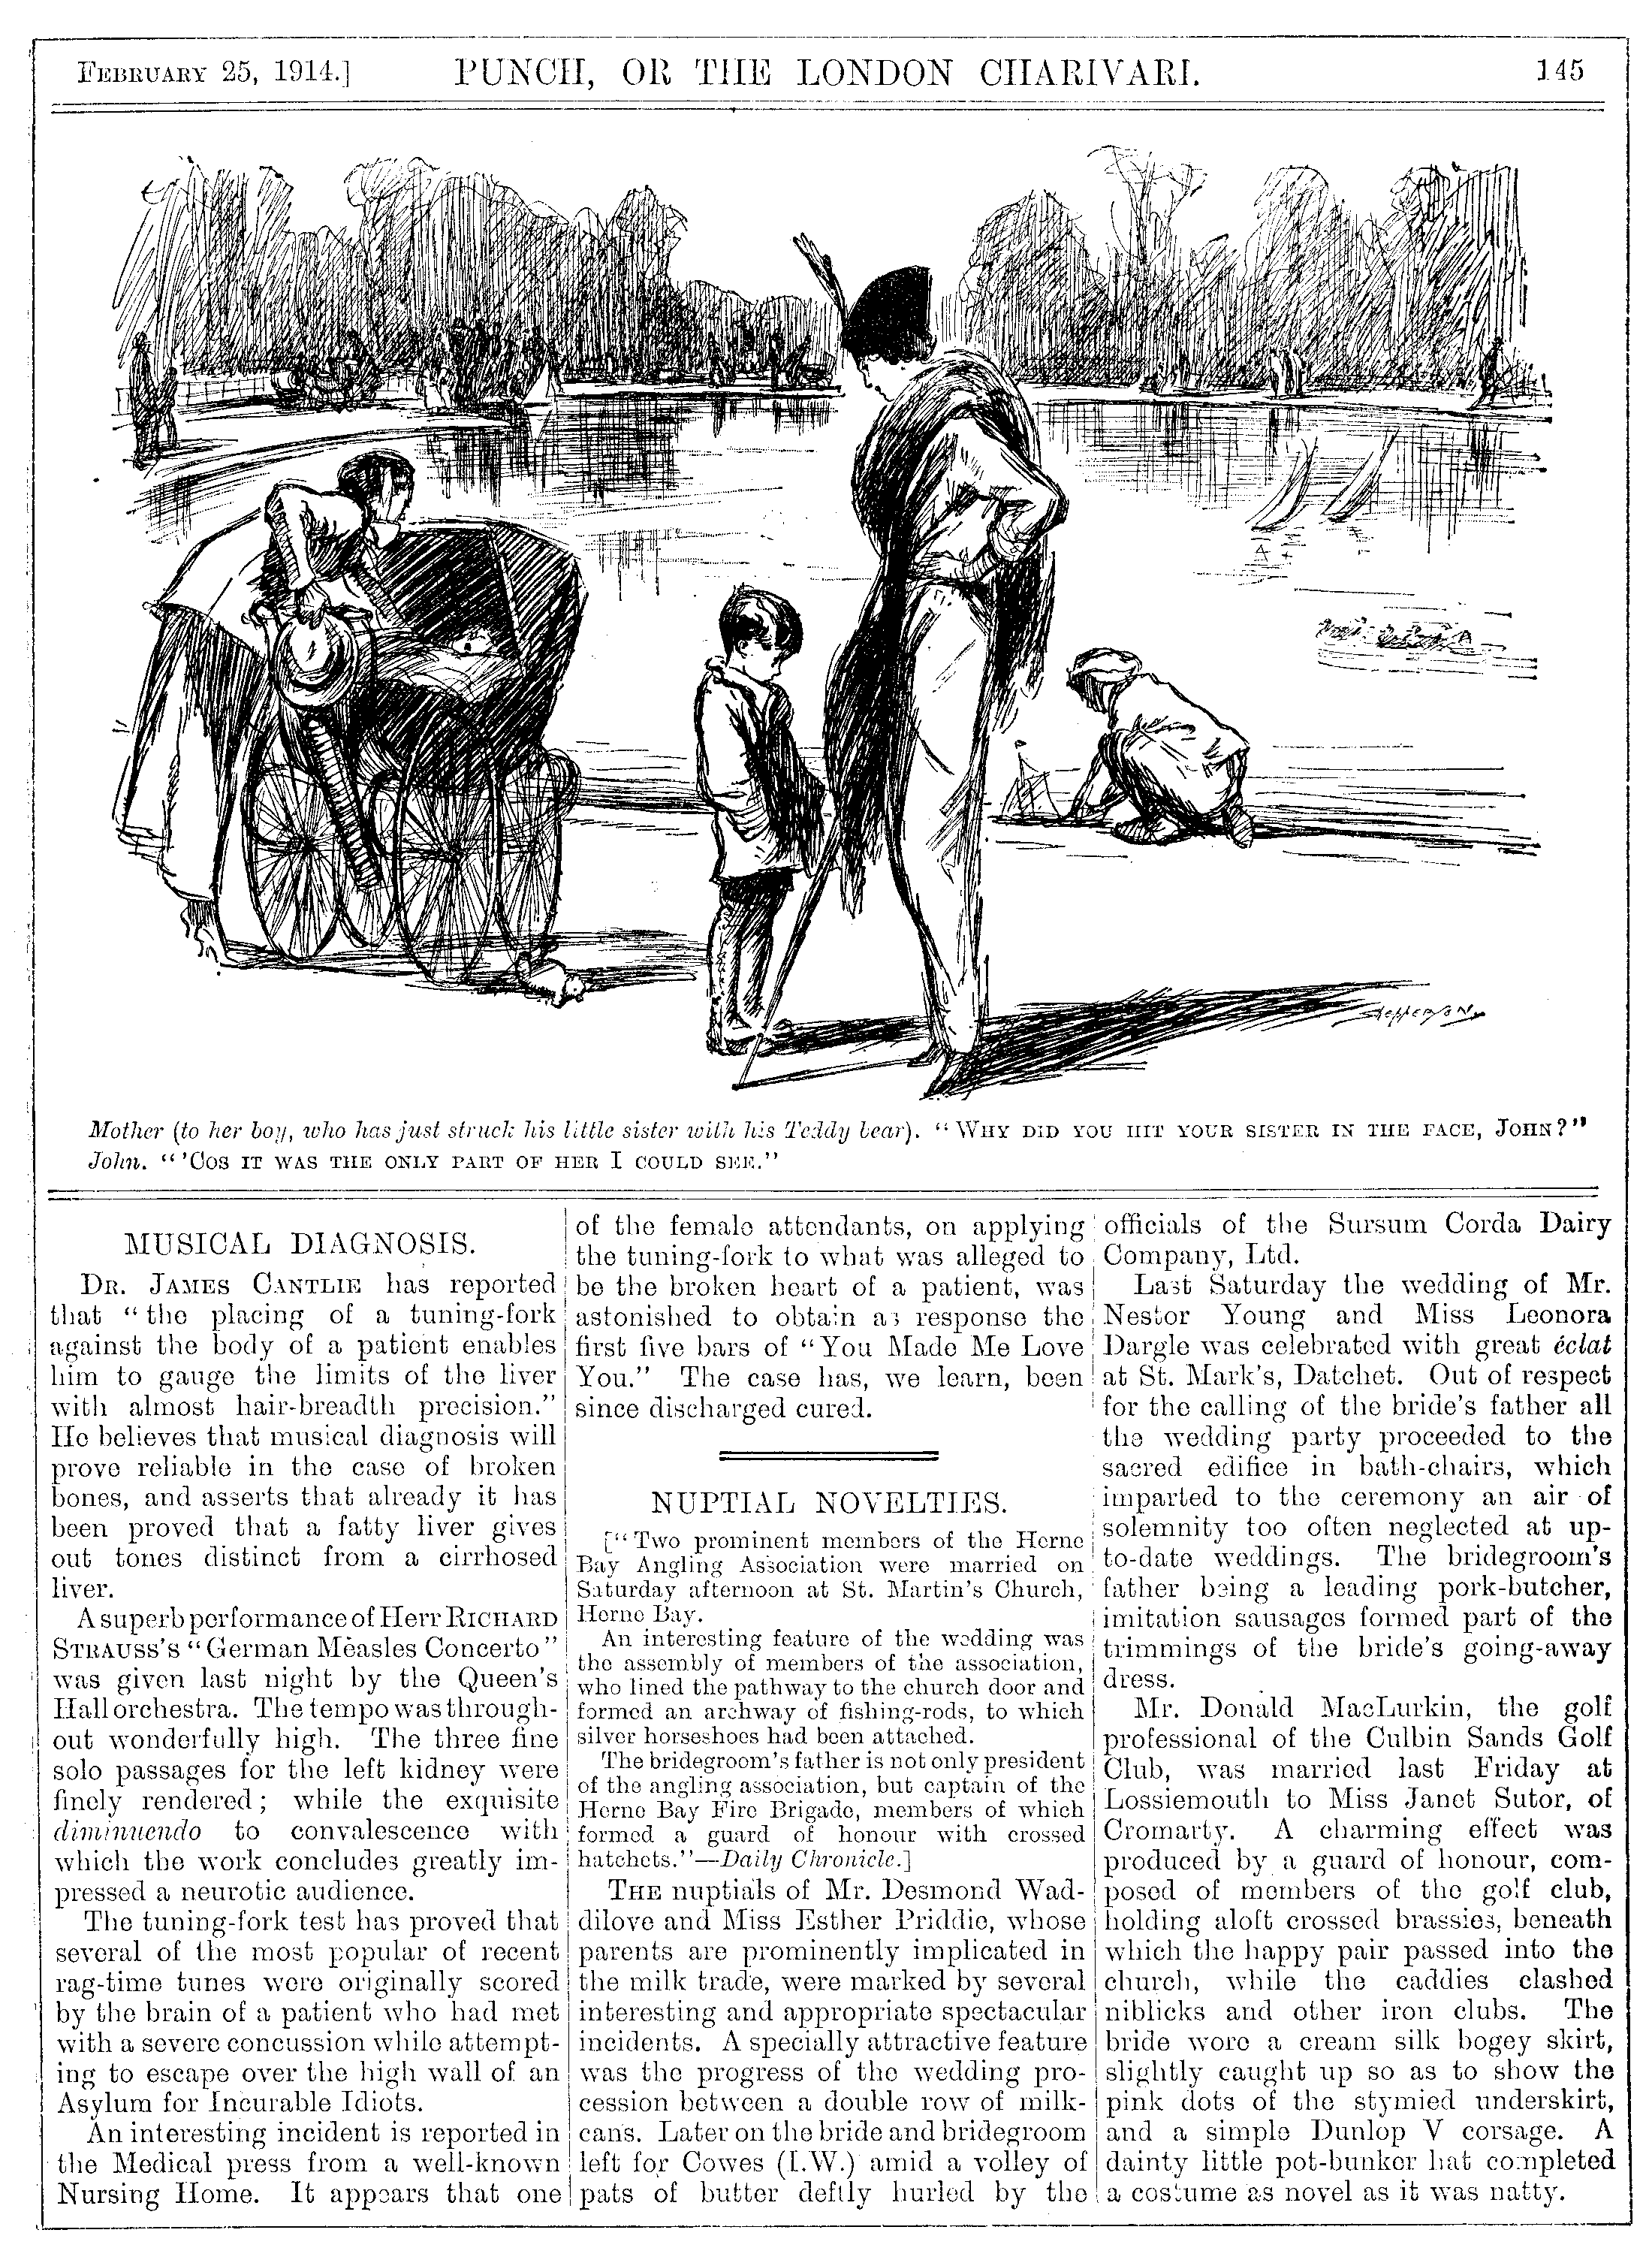 FEBRUARY 25, 1914.] PUNCH, OR THE LONDON CHARIVARI. 145
Stepperson
Mother (to her boy, who has just struck his little sister with his Teddy bear). "WHY DID YOU HIT YOUR SISTER IN THE FACE, JOHN?"
John. "'COS IT WAS THE ONLY PART OF HER I COULD SEE."
MUSICAL DIAGNOSIS.
DR. JAMES CANTLIE has reported
that "the placing of a tuning-fork
against the body of a patient enables
him to gauge the limits of the liver
with almost hair-breadth precision."
He believes that musical diagnosis will
prove reliable in the case of broken
bones, and asserts that already it has
been proved that a fatty liver gives
out tones distinct from a cirrhosed
liver.
A superb performance of Herr RICHARD
STRAUSS'S "German Measles Concerto"
was given last night by the Queen's
Hall orchestra. The tempo was through-
out wonderfully high. The three fine
solo passages for the left kidney were
finely rendered; while the exquisite
diminuendo to convalescence with
which the work concludes greatly im-
pressed a neurotic audience.
The tuning-fork test has proved that
several of the most popular of recent
rag-time tunes were originally scored
by the brain of a patient who had met
with a severe concussion while attempt-
ing to escape over the high wall of an
Asylum for Incurable Idiots.
An interesting incident is reported in
the Medical press from a well-known
Nursing Home. It appears that one
of the female attendants, on applying
the tuning-fork to what was alleged to
be the broken heart of a patient, was
astonished to obtain as response the
first five bars of "You Made Me Love
You." The case has, we learn, been
since discharged cured.
NUPTIAL NOVELTIES.
["Two prominent members of the Herne
Bay Angling Association were married on
Saturday afternoon at St. Martin's Church,
Herne Bay.
An interesting feature of the wedding was
the assembly of members of the association,
who lined the pathway to the church door and
formed an archway of fishing-rods, to which
silver horseshoes had been attached.
The bridegroom's father is not only president
of the angling association, but captain of the
Herne Bay Fire Brigade, members of which
formed a guard of honour with crossed
hatchets."—Daily Chronicle.]
THE nuptials of Mr. Desmond Wad-
dilove and Miss Esther Priddie, whose
parents are prominently implicated in
the milk trade, were marked by several
interesting and appropriate spectacular
incidents. A specially attractive feature
was the progress of the wedding pro-
cession between a double row of milk-
cans. Later on the bride and bridegroom
left for Cowes (I.W.) amid a volley of
pats of butter deftly hurled by the
officials of the Sursum Corda Dairy
Company, Ltd.
Last Saturday the wedding of Mr.
Nestor Young and Miss Leonora
Dargle was celebrated with great éclat
at St. Mark's, Datchet. Out of respect
for the calling of the bride's father all
the wedding party proceeded to the
sacred edifice in bath-chairs, which
imparted to the ceremony an air of
solemnity too often neglected at up-
to-date weddings. The bridegroom's
father being a leading pork-butcher,
imitation sausages formed part of the
trimmings of the bride's going-away
dress.
Mr. Donald MacLurkin, the golf
professional of the Culbin Sands Golf
Club, was married last Friday at
Lossiemouth to Miss Janet Sutor, of
Cromarty. A charming effect was
produced by a guard of honour, com-
posed of members of the golf club,
holding aloft crossed brassies, beneath
which the happy pair passed into the
church, while the caddies clashed
niblicks and other iron clubs. The
bride wore a cream silk bogey skirt,
slightly caught up so as to show the
pink dots of the stymied underskirt,
and a simple Dunlop V corsage. A
dainty little pot-bunker hat completed
a costume as novel as it was natty.